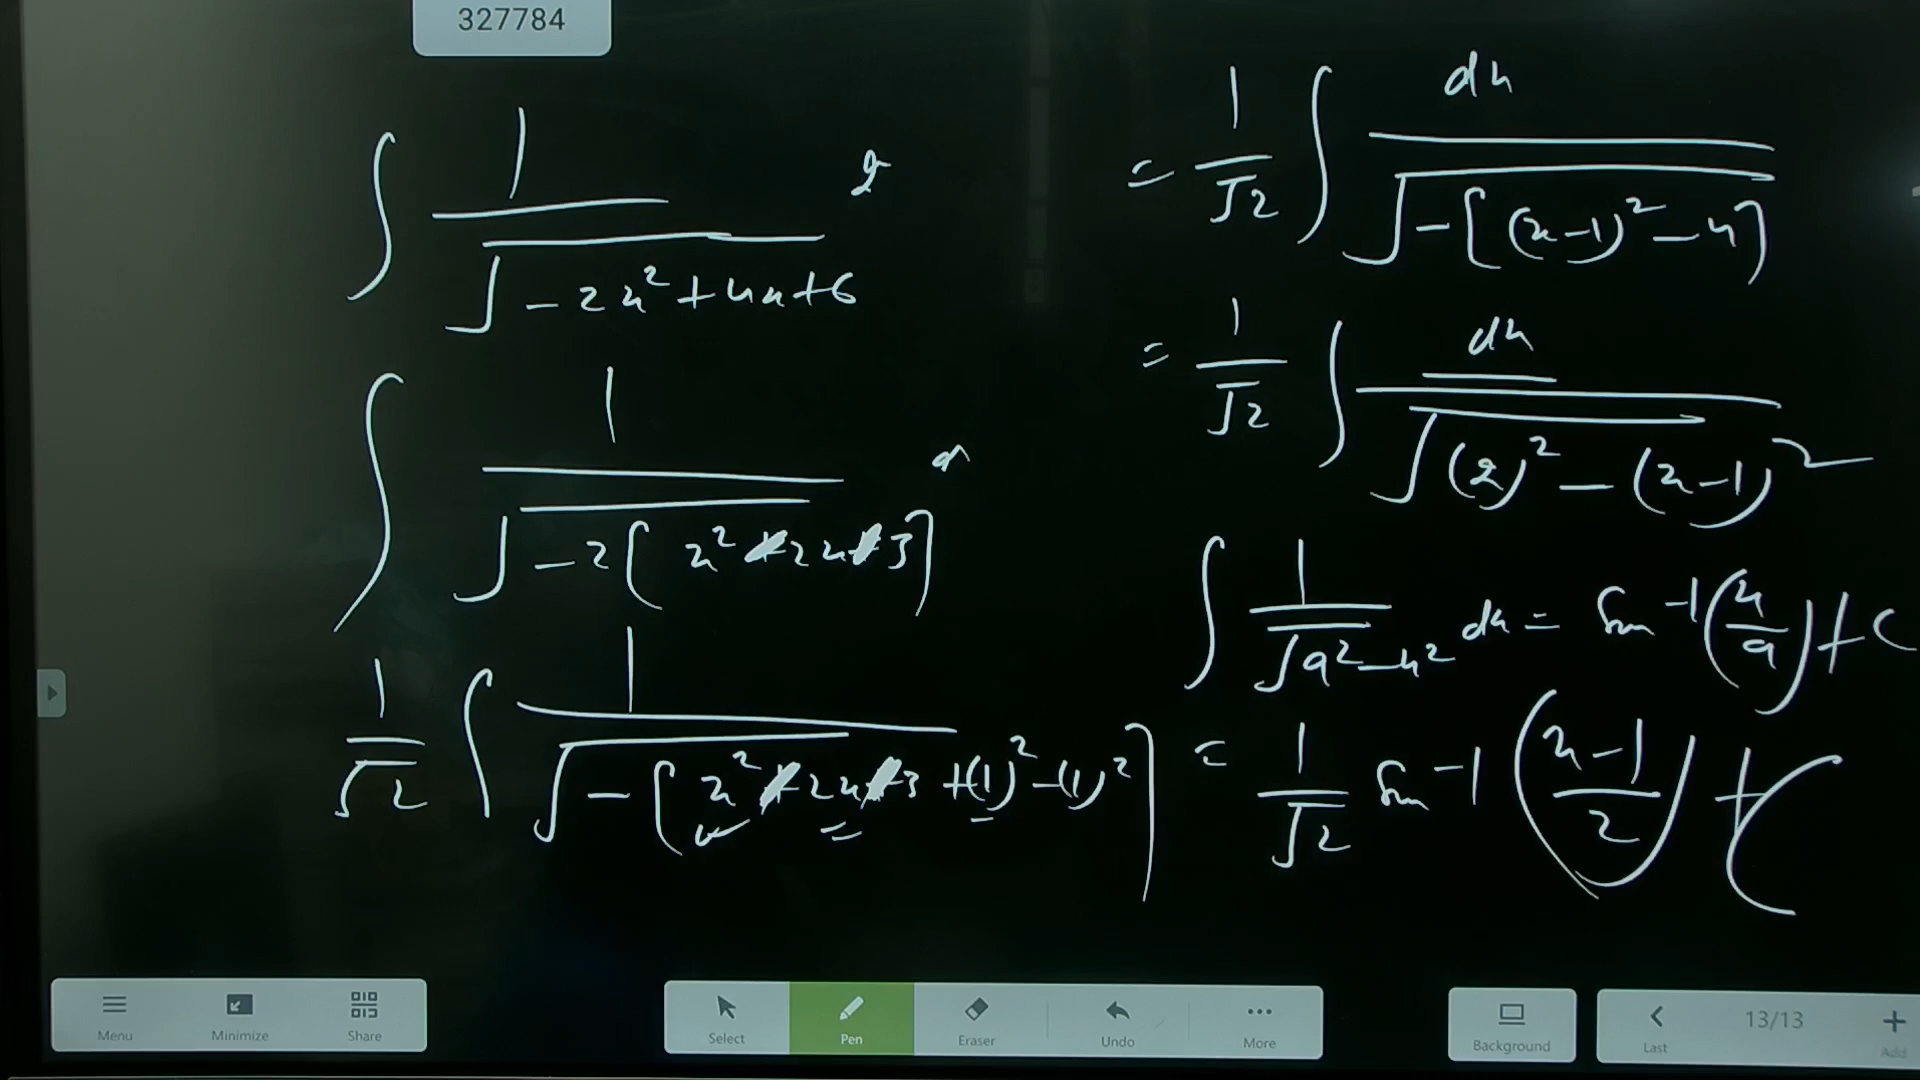 327784
∫ 1/√(-2x²+4x+6) dx
∫ 1/√(-2[x²-2x-3]) dx
1/√2 ∫ 1/√(-[x²-2x-3+(1)²-(1)²])
= 1/√2 ∫ dx/√(-[(x-1)²-4])
= 1/√2 ∫ dx/√((2)²-(x-1)²)
∫ 1/√(a²-x²) dx = Sin⁻¹(x/a)+C
= 1/√2 Sin⁻¹((x-1)/2)+C
Menu Minimize Share Select Pen Eraser Undo More Background Last 13/13 Add